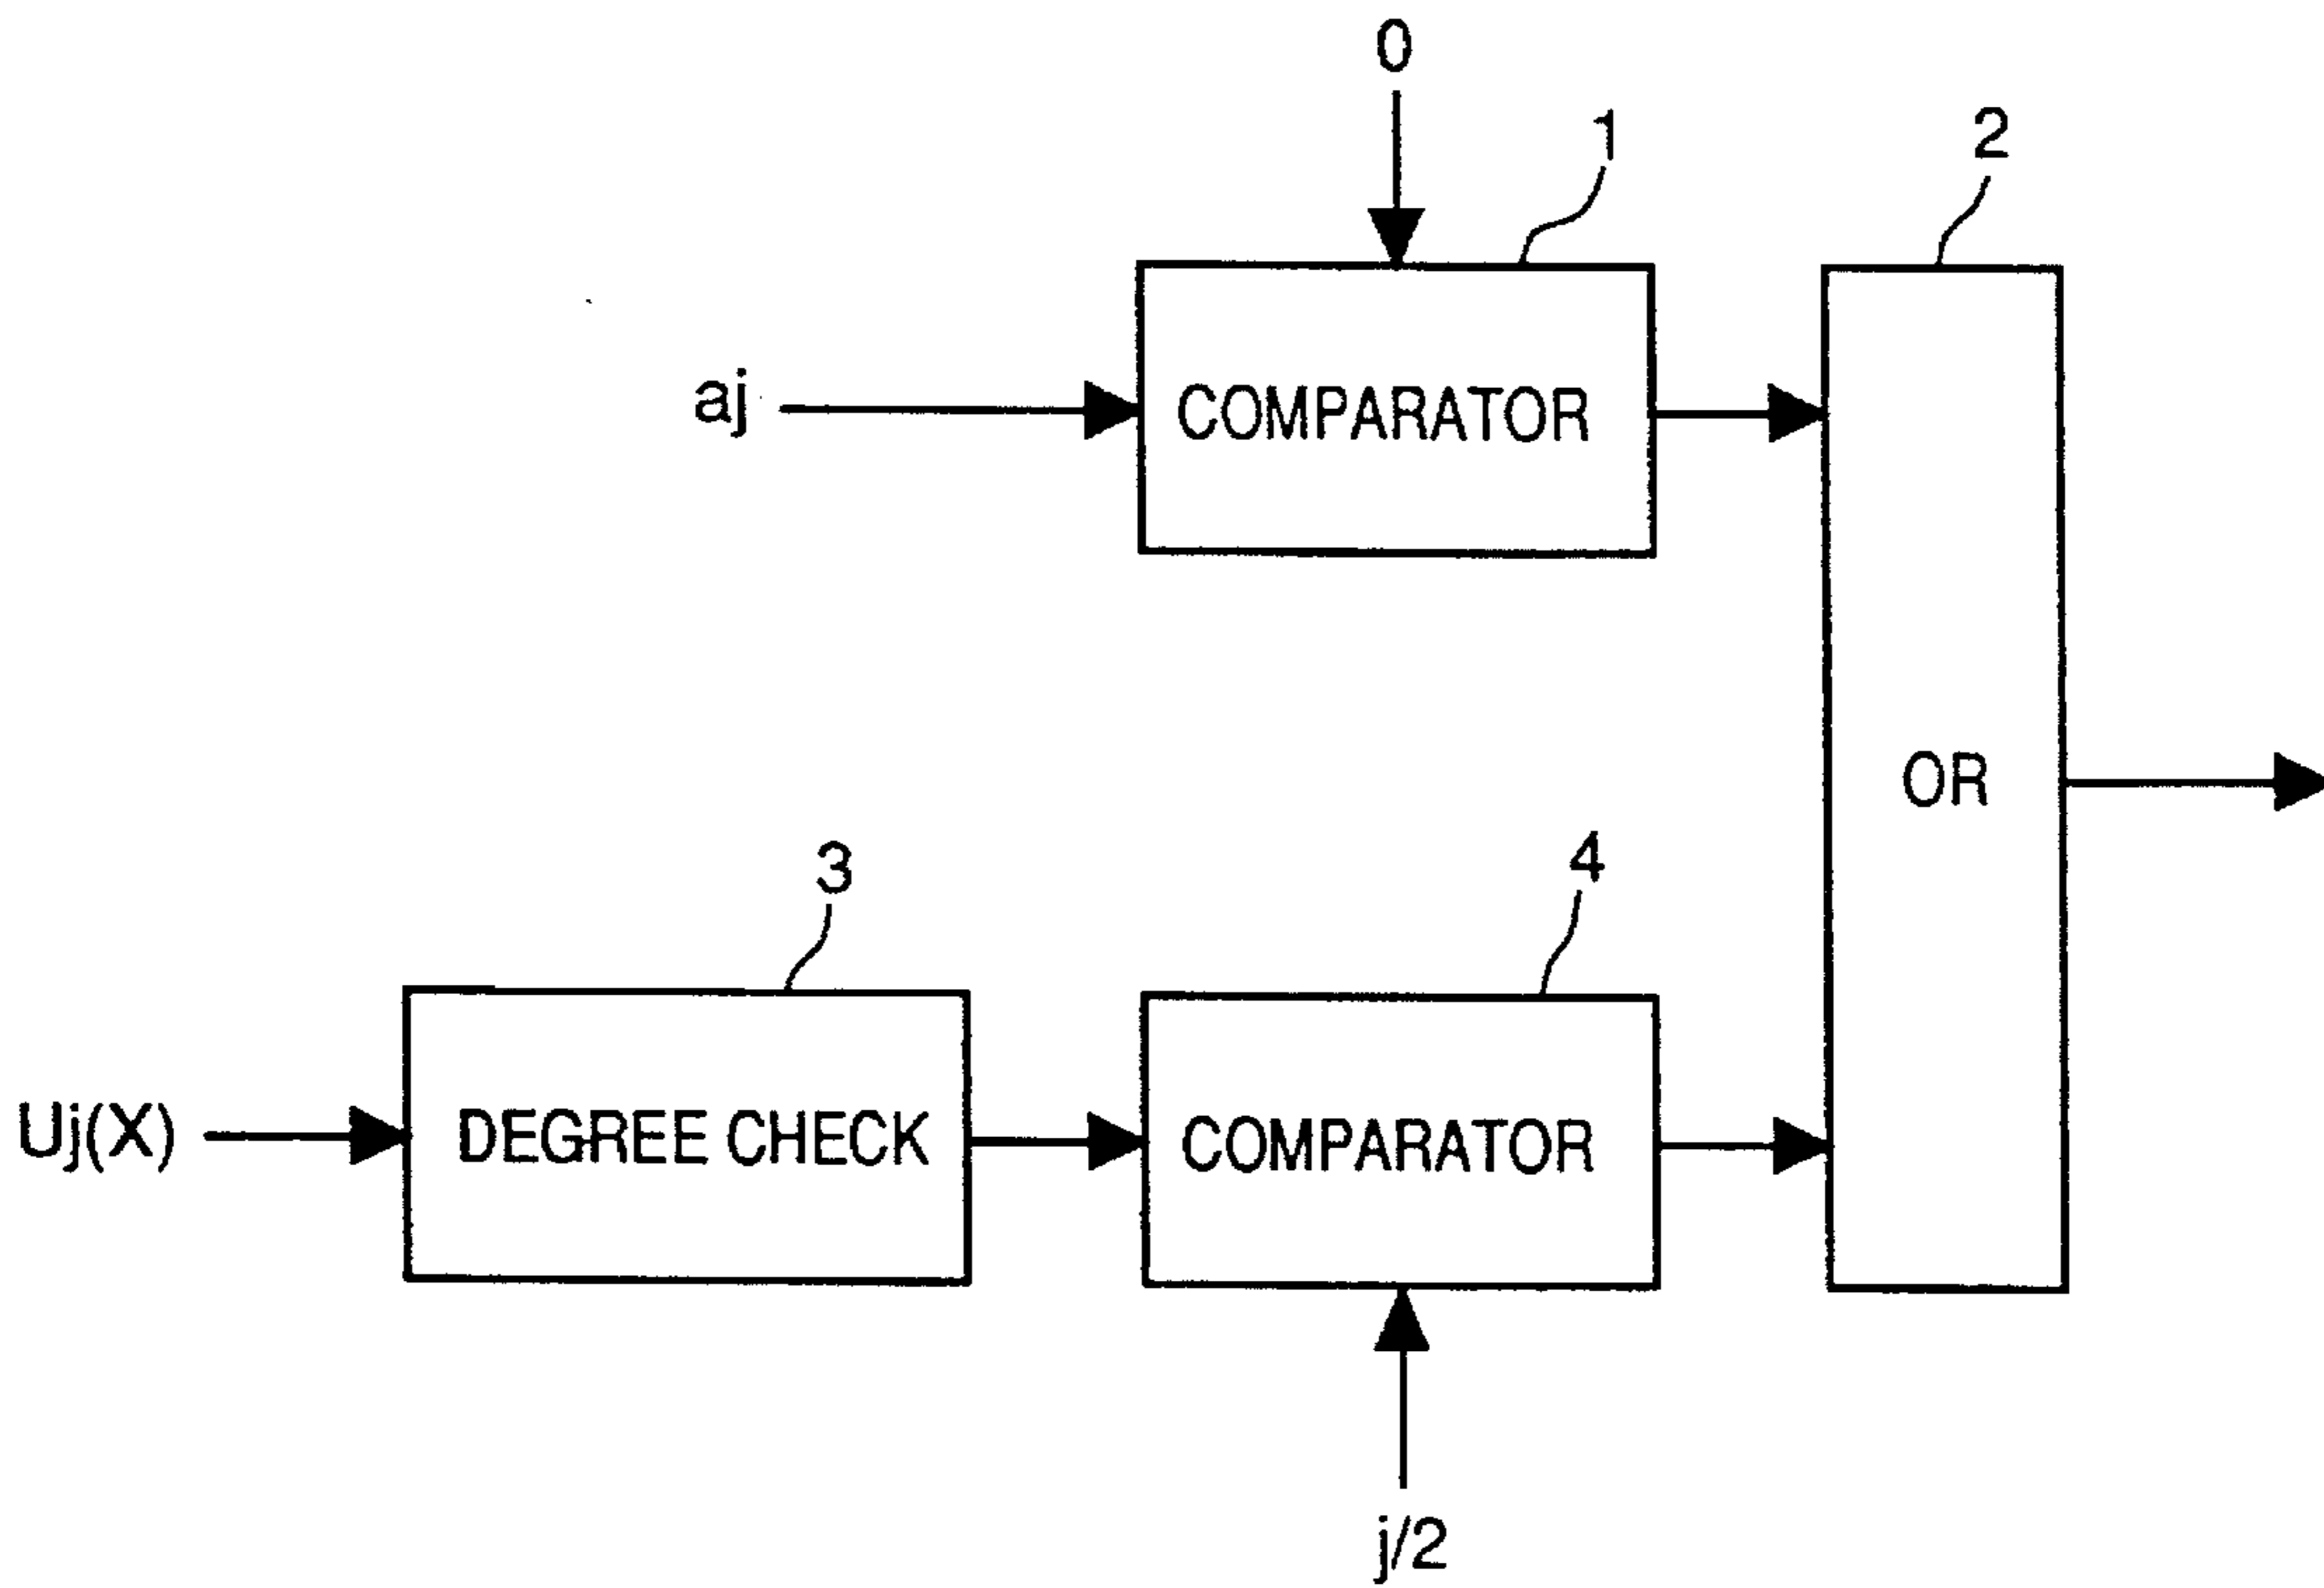 0
1
2
aj
COMPARATOR
OR
3
4
Uj(X)
DEGREE CHECK
COMPARATOR
j/2